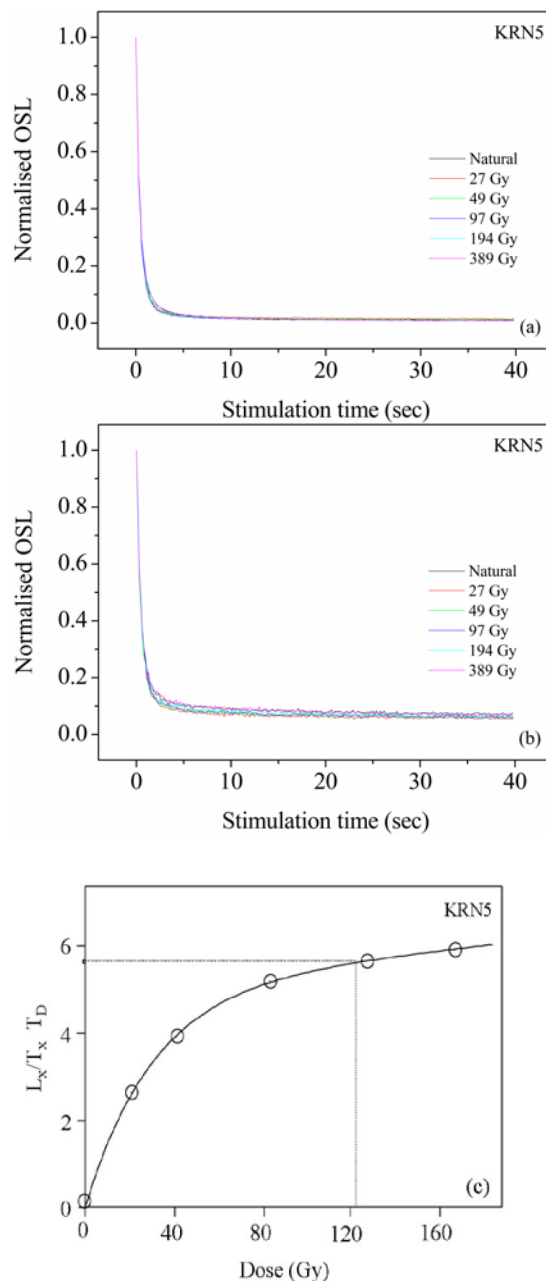 KRN5
1.0
0.8
0.6
0.4
0.2
0.0
Normalised OSL
Natural
27 Gy
49 Gy
97 Gy
194 Gy
389 Gy
(a)
0 10 20 30 40
Stimulation time (sec)
KRN5
1.0
0.8
0.6
0.4
0.2
0.0
Normalised OSL
Natural
27 Gy
49 Gy
97 Gy
194 Gy
389 Gy
(b)
0 10 20 30 40
Stimulation time (sec)
KRN5
6
4
2
0
Lx/Tx TD
(c)
0 40 80 120 160
Dose (Gy)